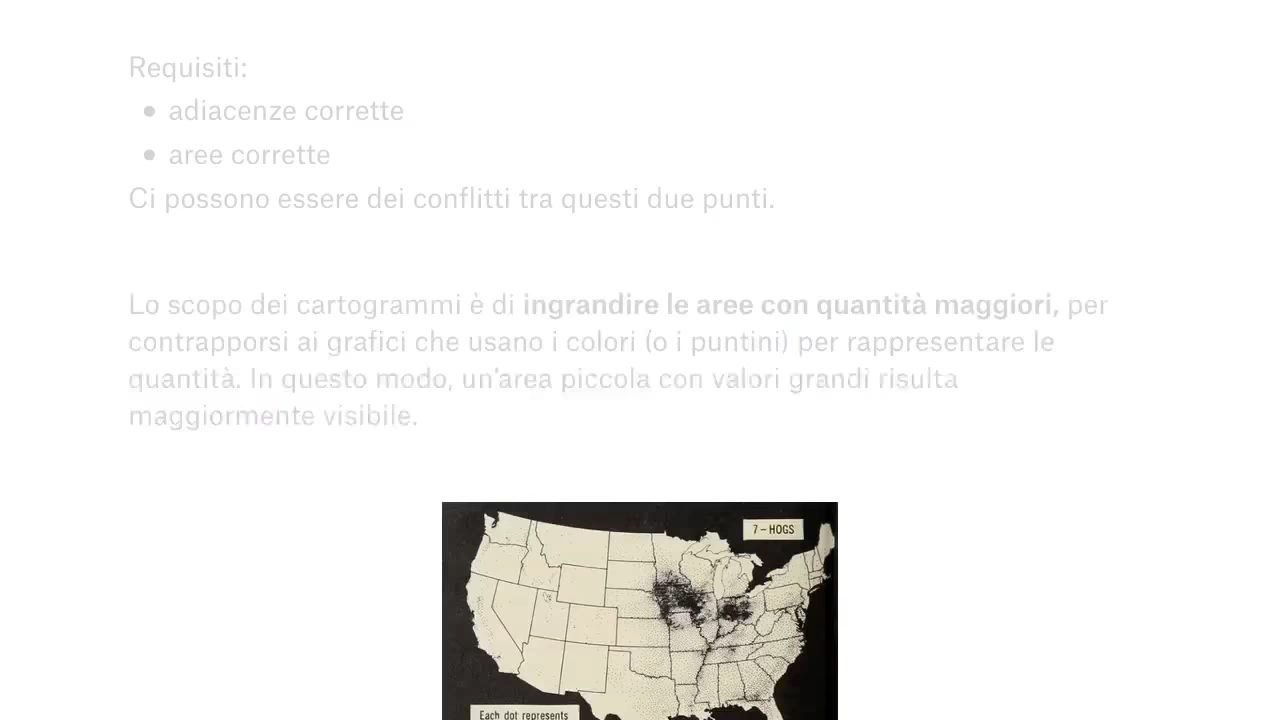 Requisiti:
• adiacenze corrette
• aree corrette
Ci possono essere dei conflitti tra questi due punti.
Lo scopo dei cartogrammi è di ingrandire le aree con quantità maggiori, per
contrapporsi ai grafici che usano i colori (o i puntini) per rappresentare le
quantità. In questo modo, un'area piccola con valori grandi risulta
maggiormente visibile.
7-HOGS
Each dot represents